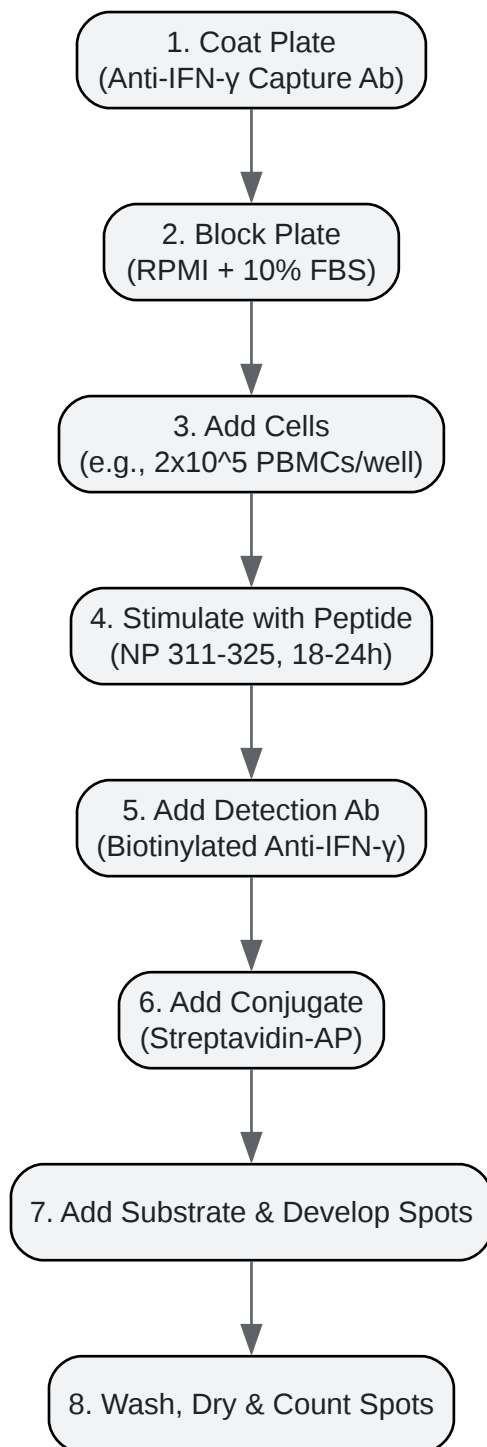 1. Coat Plate
(Anti-IFN-γ Capture Ab)
2. Block Plate
(RPMI + 10% FBS)
3. Add Cells
(e.g., 2x10^5 PBMCs/well)
4. Stimulate with Peptide
(NP 311-325, 18-24h)
5. Add Detection Ab
(Biotinylated Anti-IFN-γ)
6. Add Conjugate
(Streptavidin-AP)
7. Add Substrate & Develop Spots
8. Wash, Dry & Count Spots